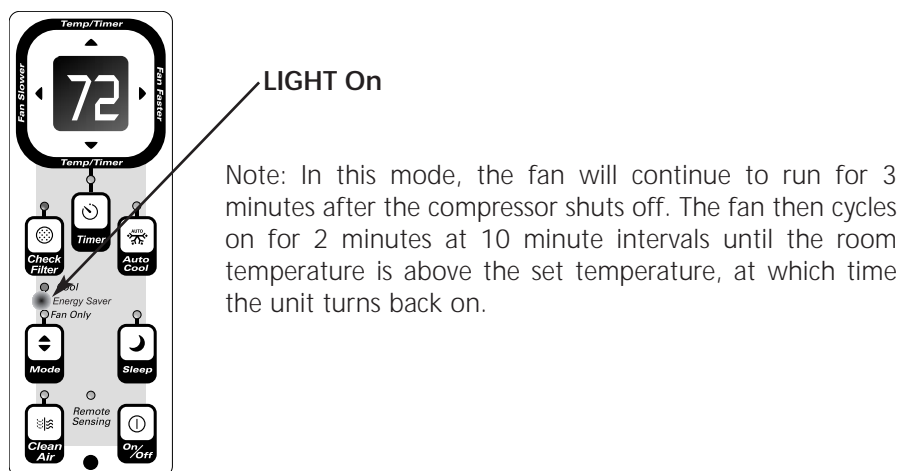 Temp/Timer
Fan Slower
72
Fan Faster
Temp/Timer
LIGHT On
Note: In this mode, the fan will continue to run for 3
minutes after the compressor shuts off. The fan then cycles
on for 2 minutes at 10 minute intervals until the room
temperature is above the set temperature, at which time
the unit turns back on.
Timer
Check
Filter
AUTO
Auto
Cool
Energy Saver
Fan Only
Mode
Sleep
Remote
Sensing
Clean
Air
On/Off